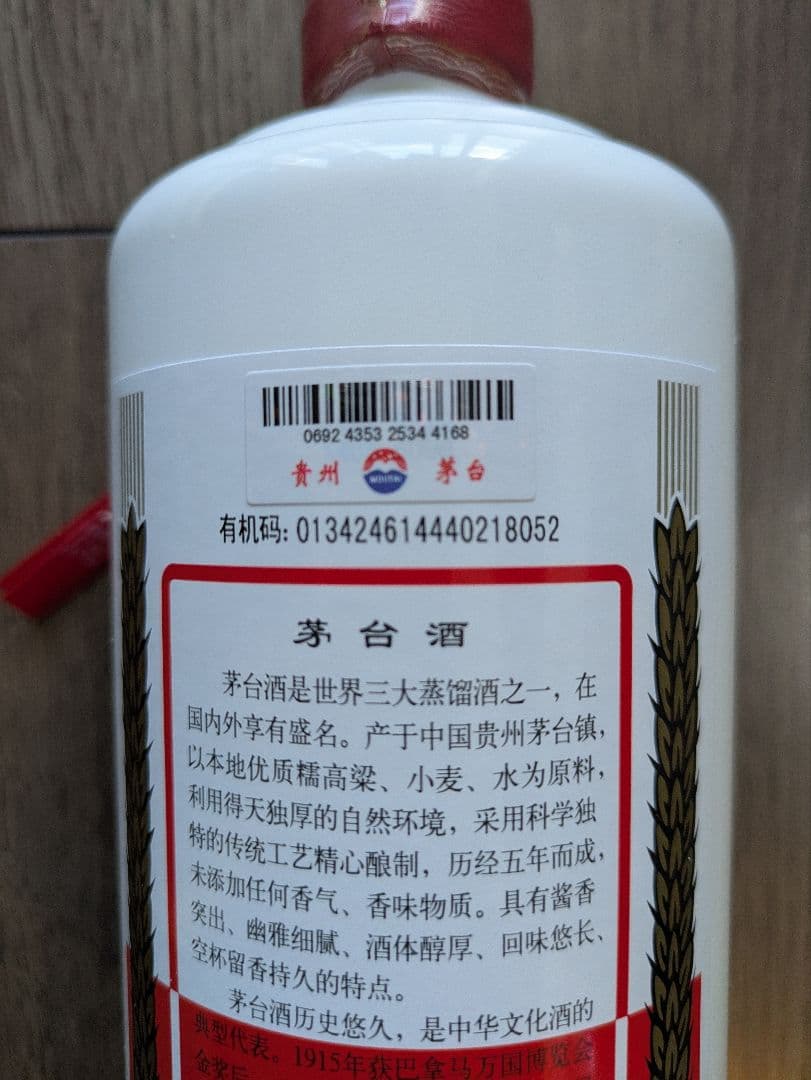 0692 4353 2534 4168
贵州 MOUTAI 茅台
有机码:013424614440218052
茅台酒
茅台酒是世界三大蒸馏酒之一,在
国内外享有盛名。产于中国贵州茅台镇,
以本地优质糯高粱、小麦、水为原料,
利用得天独厚的自然环境,采用科学独
特的传统工艺精心酿制,历经五年而成,
未添加任何香气、香味物质。具有酱香
突出、幽雅细腻、酒体醇厚、回味悠长、
空杯留香持久的特点。
茅台酒历史悠久,是中华文化酒的
典型代表。1915年获巴拿马万国博览会
金奖后